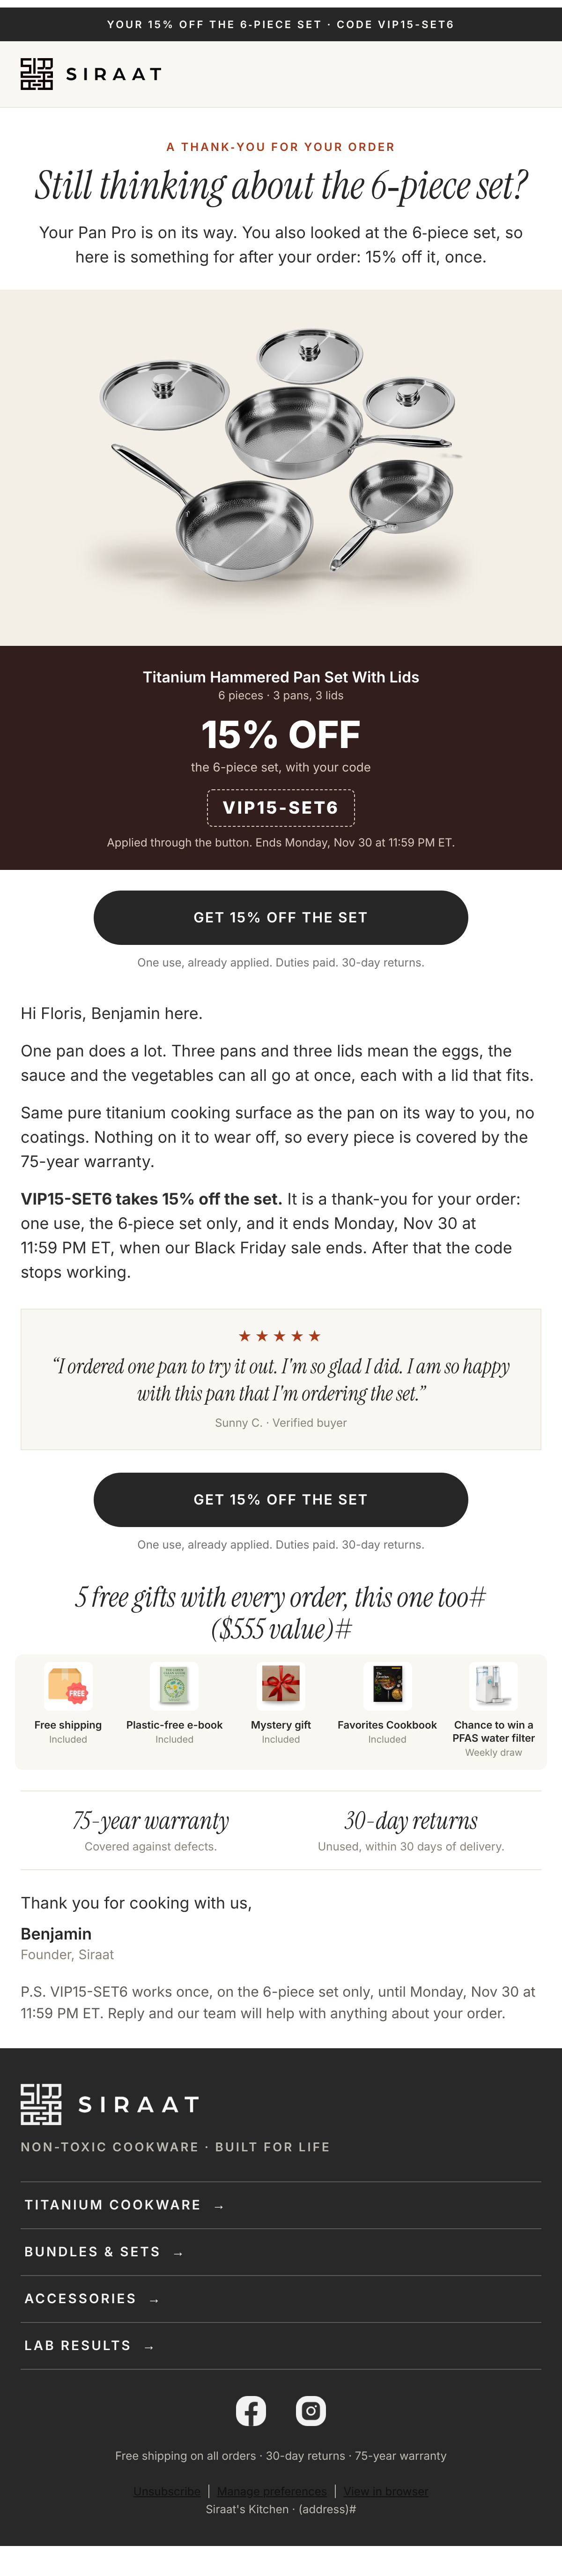 YOUR 15% OFF THE 6-PIECE SET · CODE VIP15-SET6
SIRAAT
A THANK-YOU FOR YOUR ORDER
Still thinking about the 6-piece set?
Your Pan Pro is on its way. You also looked at the 6-piece set, so
here is something for after your order: 15% off it, once.
Titanium Hammered Pan Set With Lids
6 pieces · 3 pans, 3 lids
15% OFF
the 6-piece set, with your code
VIP15-SET6
Applied through the button. Ends Monday, Nov 30 at 11:59 PM ET.
GET 15% OFF THE SET
One use, already applied. Duties paid. 30-day returns.
Hi Floris, Benjamin here.
One pan does a lot. Three pans and three lids mean the eggs, the
sauce and the vegetables can all go at once, each with a lid that fits.
Same pure titanium cooking surface as the pan on its way to you, no
coatings. Nothing on it to wear off, so every piece is covered by the
75-year warranty.
VIP15-SET6 takes 15% off the set. It is a thank-you for your order:
one use, the 6-piece set only, and it ends Monday, Nov 30 at
11:59 PM ET, when our Black Friday sale ends. After that the code
stops working.
★★★★★
“I ordered one pan to try it out. I'm so glad I did. I am so happy
with this pan that I'm ordering the set.”
Sunny C. · Verified buyer
GET 15% OFF THE SET
One use, already applied. Duties paid. 30-day returns.
5 free gifts with every order, this one too#
($555 value)#
FREE
Free shipping
Included
Plastic-free e-book
Included
Mystery gift
Included
Favorites Cookbook
Included
Chance to win a
PFAS water filter
Weekly draw
75-year warranty
Covered against defects.
30-day returns
Unused, within 30 days of delivery.
Thank you for cooking with us,
Benjamin
Founder, Siraat
P.S. VIP15-SET6 works once, on the 6-piece set only, until Monday, Nov 30 at
11:59 PM ET. Reply and our team will help with anything about your order.
SIRAAT
NON-TOXIC COOKWARE · BUILT FOR LIFE
TITANIUM COOKWARE →
BUNDLES & SETS →
ACCESSORIES →
LAB RESULTS →
Free shipping on all orders · 30-day returns · 75-year warranty
Unsubscribe | Manage preferences | View in browser
Siraat's Kitchen · (address)#